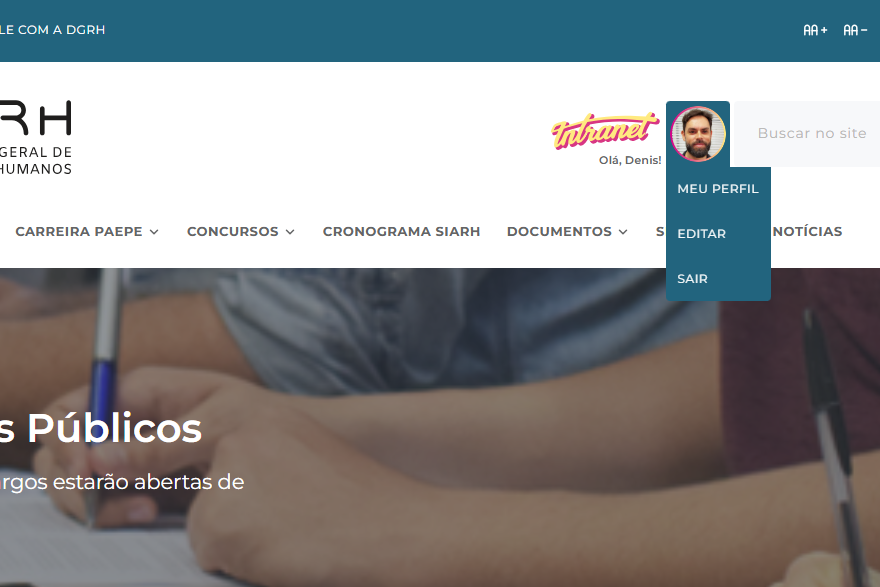 LE COM A DGRH
AA+ AA-
RH
GERAL DE
HUMANOS
Intranet
Olá, Denis!
Buscar no site
MEU PERFIL
EDITAR
SAIR
CARREIRA PAEPE CONCURSOS CRONOGRAMA SIARH DOCUMENTOS S NOTÍCIAS
s Públicos
rgos estarão abertas de